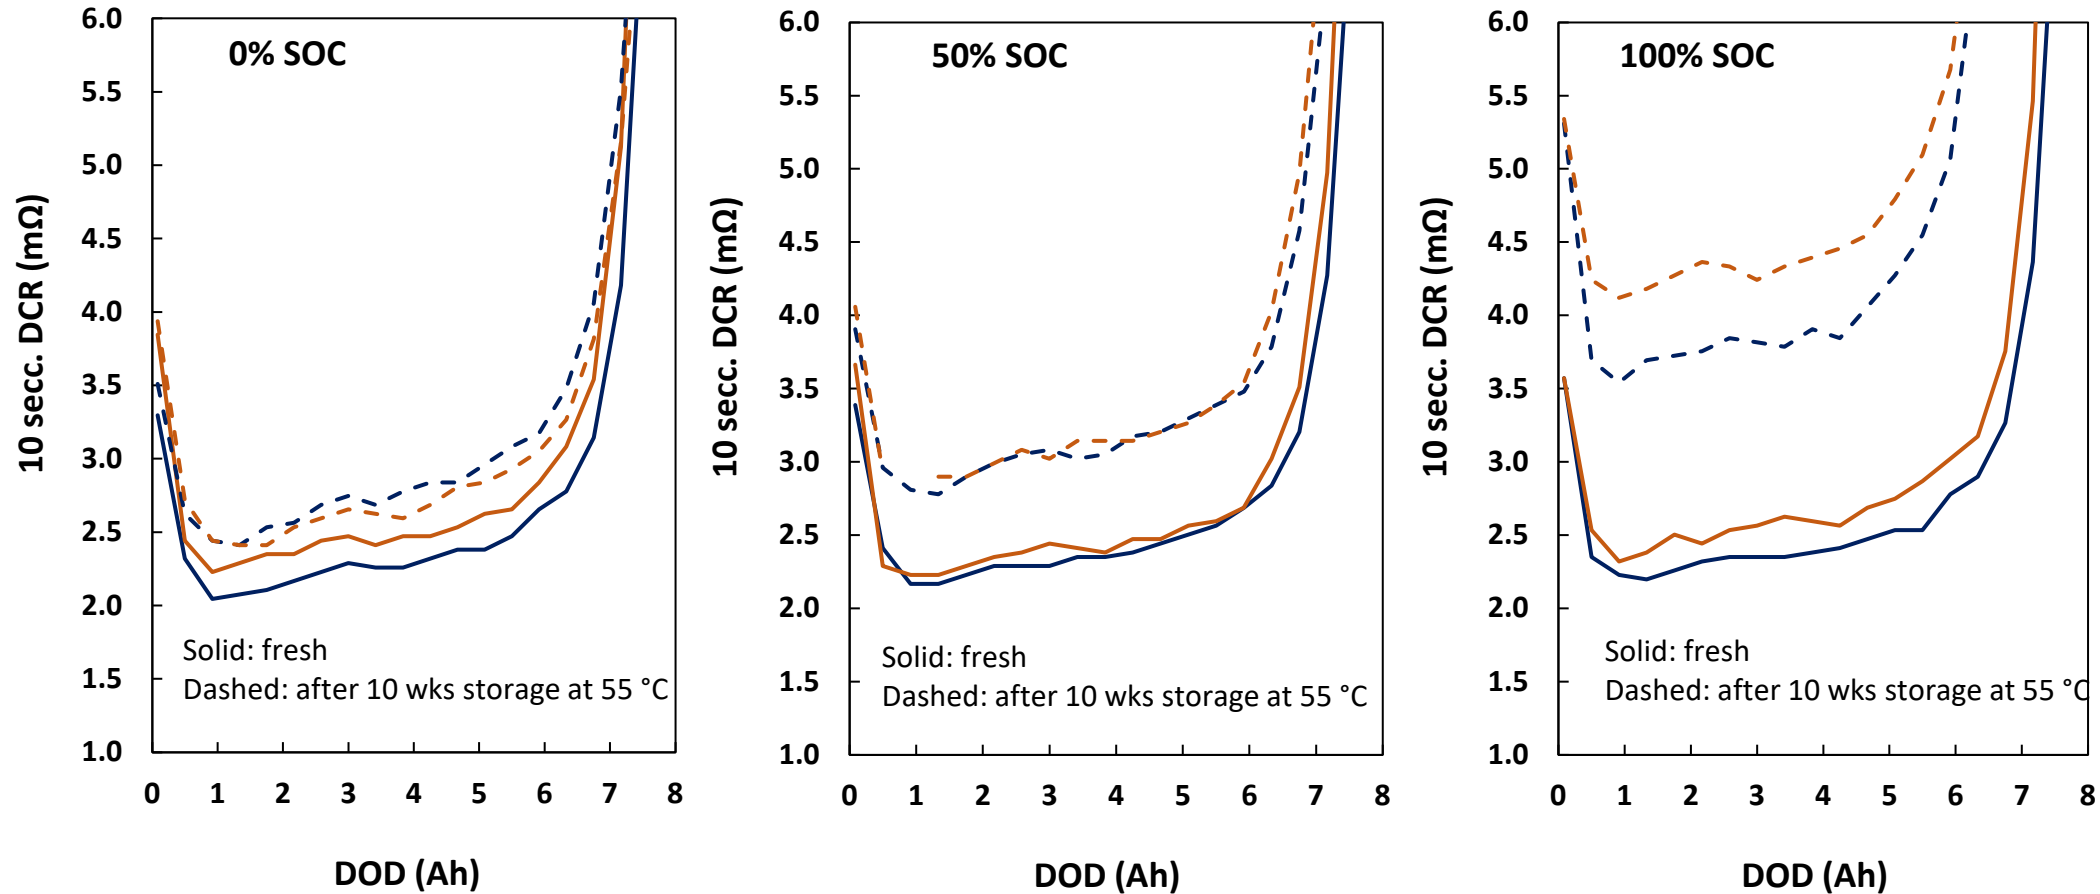 0% SOC
10 secc. DCR (mΩ)
6.0
5.5
5.0
4.5
4.0
3.5
3.0
2.5
2.0
1.5
1.0
Solid: fresh
Dashed: after 10 wks storage at 55 °C
0 1 2 3 4 5 6 7 8
DOD (Ah)
50% SOC
10 secc. DCR (mΩ)
6.0
5.5
5.0
4.5
4.0
3.5
3.0
2.5
2.0
1.5
1.0
Solid: fresh
Dashed: after 10 wks storage at 55 °C
0 1 2 3 4 5 6 7 8
DOD (Ah)
100% SOC
10 secc. DCR (mΩ)
6.0
5.5
5.0
4.5
4.0
3.5
3.0
2.5
2.0
1.5
1.0
Solid: fresh
Dashed: after 10 wks storage at 55 °C
0 1 2 3 4 5 6 7 8
DOD (Ah)